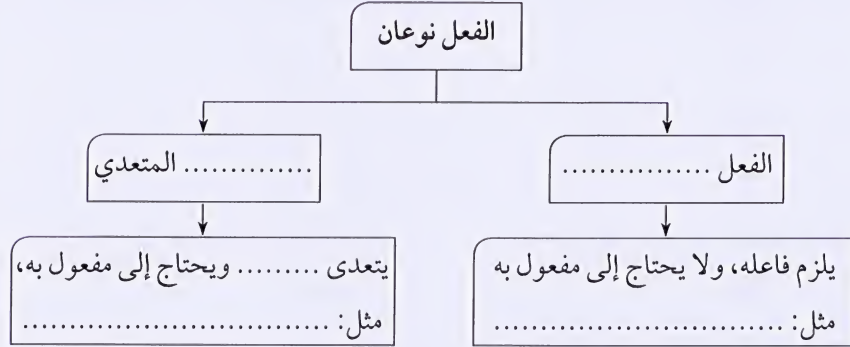 الفعل نوعان
الفعل ................
.............. المتعدي
يلزم فاعله، ولا يحتاج إلى مفعول به
مثل: ...............................
يتعدى ......... ويحتاج إلى مفعول به،
مثل: .................................